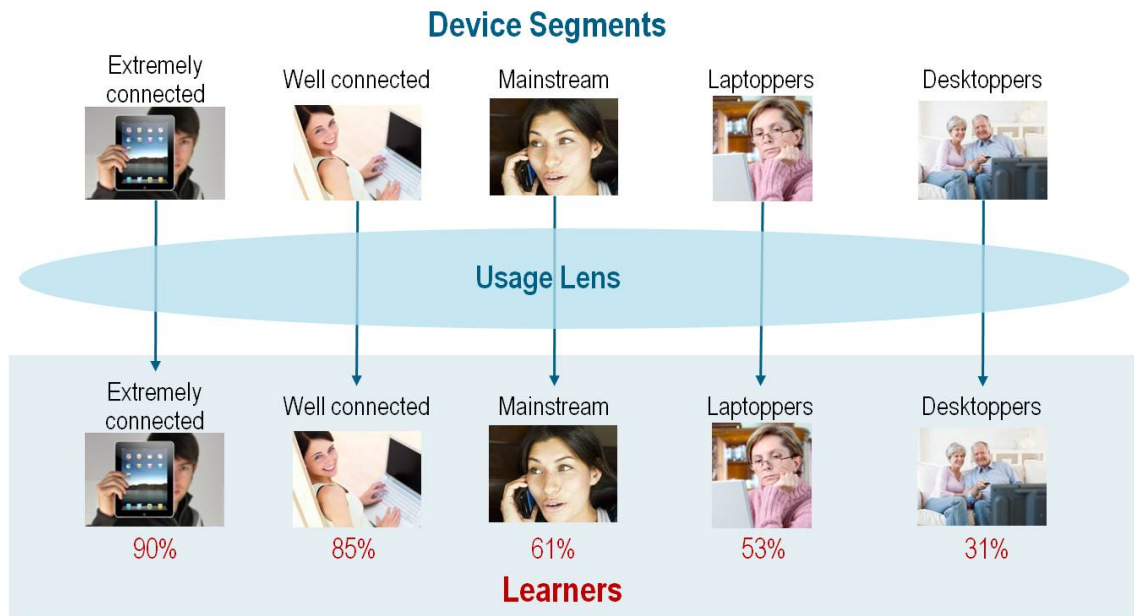 Device Segments
Extremely
connected
Well connected
Mainstream
Laptoppers
Desktoppers
Usage Lens
Extremely
connected
Well connected
Mainstream
Laptoppers
Desktoppers
90%
85%
61%
53%
31%
Learners